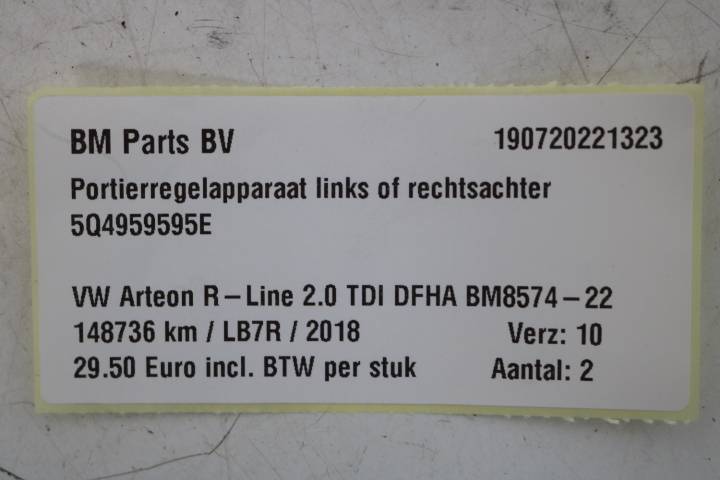 BM Parts BV 190720221323
Portierregelapparaat links of rechtsachter
5Q4959595E
VW Arteon R-Line 2.0 TDI DFHA BM8574-22
148736 km / LB7R / 2018 Verz: 10
29.50 Euro incl. BTW per stuk Aantal: 2